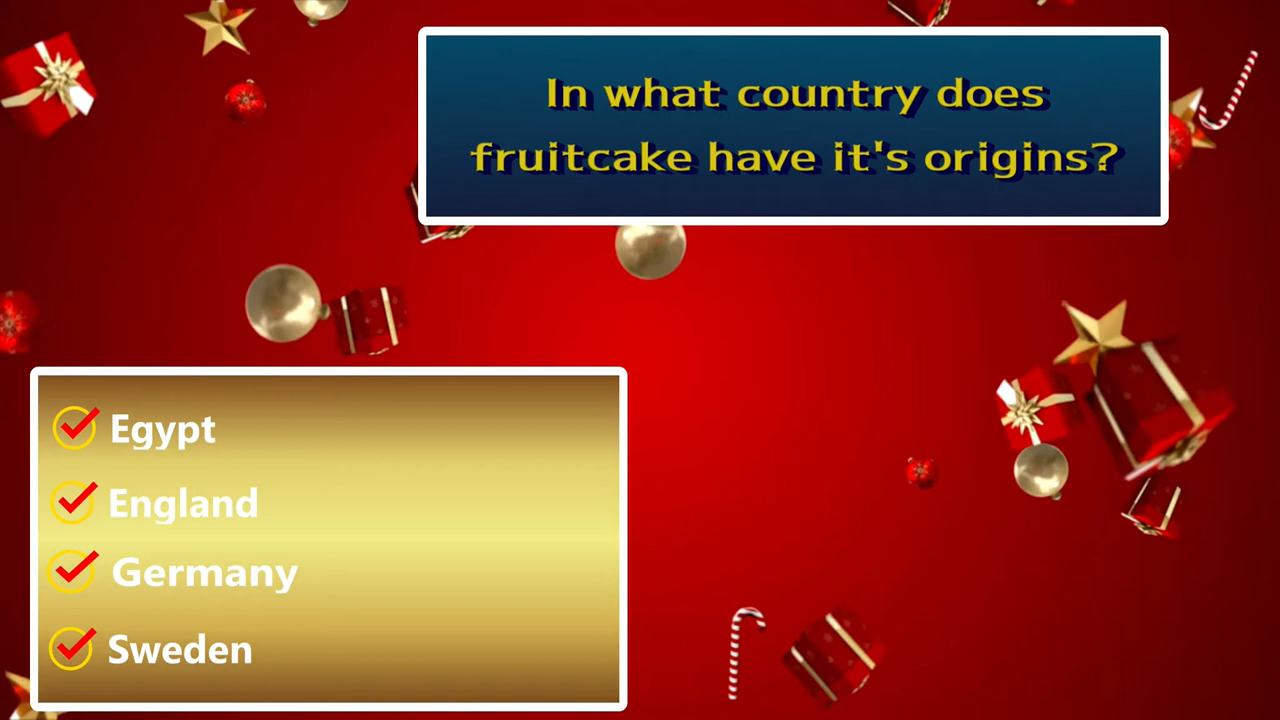 In what country does
fruitcake have it's origins?
Egypt
England
Germany
Sweden